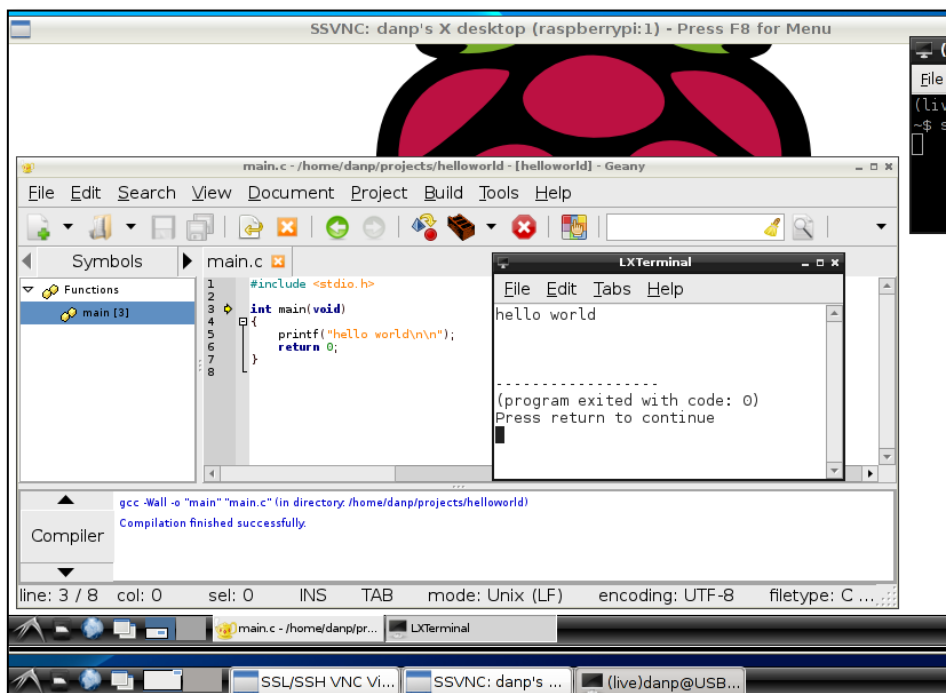 SSVNC: danp's X desktop (raspberrypi:1) - Press F8 for Menu
File
(liv
~$ s
main.c - /home/danp/projects/helloworld - [helloworld] - Geany
File Edit Search View Document Project Build Tools Help
Symbols
main.c
Functions
main [3]
1 #include <stdio.h>
2
3 int main(void)
4 {
5 printf("hello world\n\n");
6 return 0;
7 }
8
LXTerminal
File Edit Tabs Help
hello world
------------------
(program exited with code: 0)
Press return to continue
Compiler
gcc -Wall -o "main" "main.c" (in directory: /home/danp/projects/helloworld)
Compilation finished successfully.
line: 3 / 8 col: 0 sel: 0 INS TAB mode: Unix (LF) encoding: UTF-8 filetype: C ...
main.c - /home/danp/pr... LXTerminal
SSL/SSH VNC Vi... SSVNC: danp's ... (live)danp@USB...